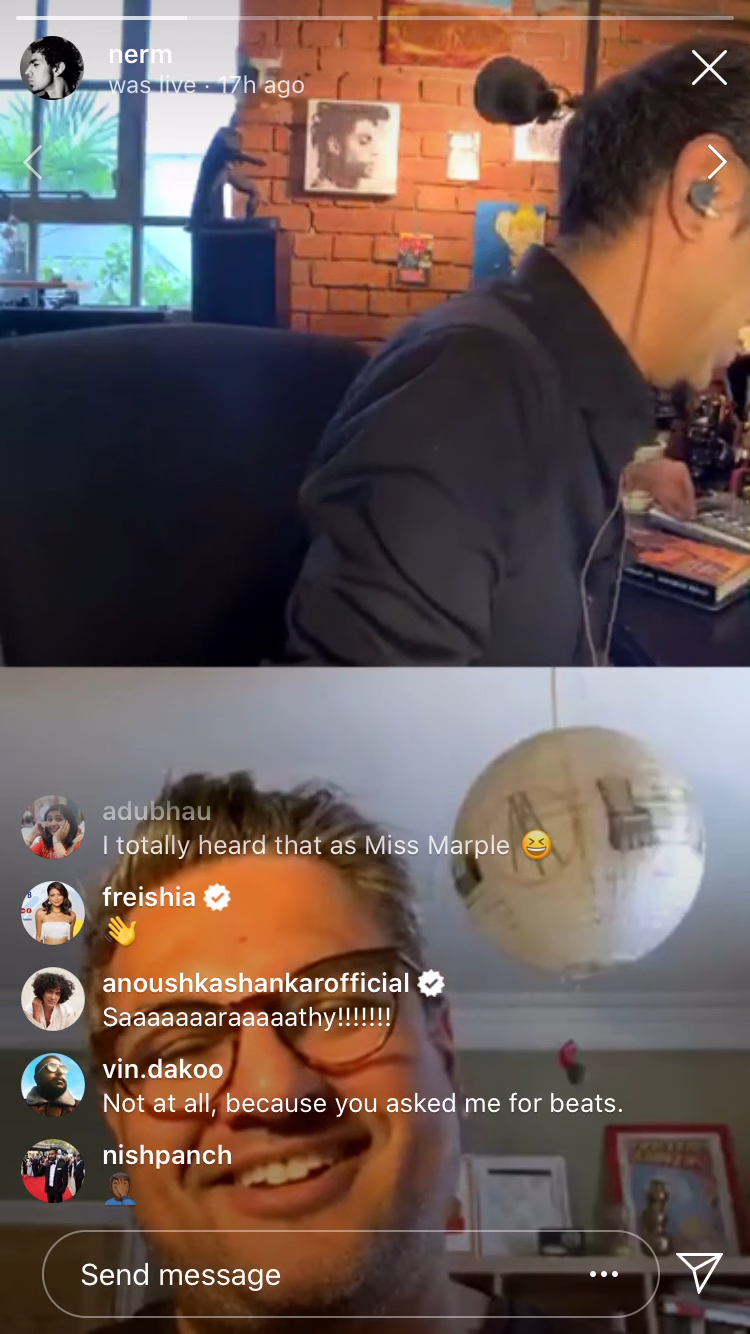 nerm
was live · 17h ago
adubhau
I totally heard that as Miss Marple 😆
freishia
👋
anoushkashankarofficial
Saaaaaaaraaaaathy!!!!!!!
vin.dakoo
Not at all, because you asked me for beats.
nishpanch
🤦🏾‍♂️
Send message